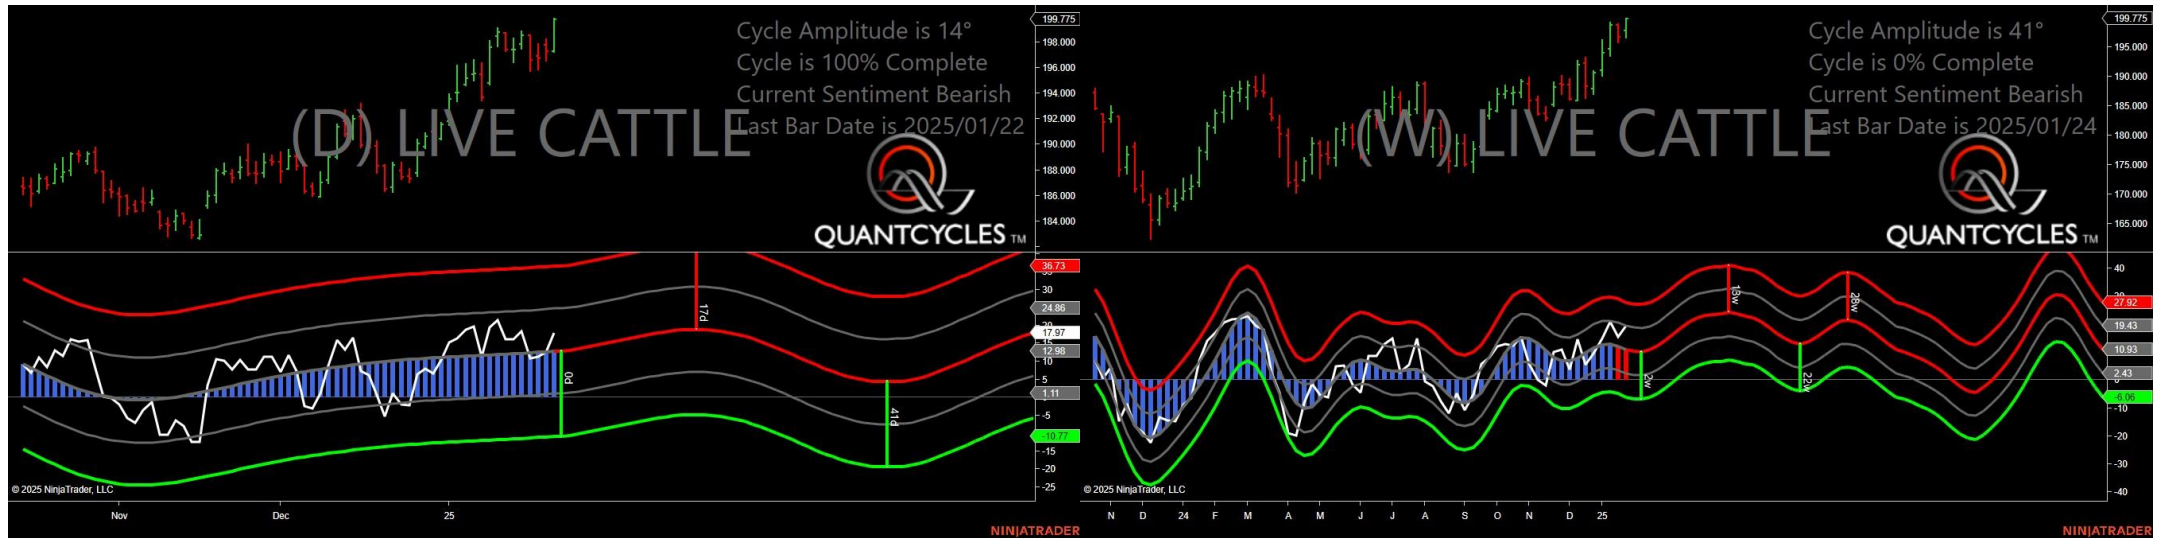 Cycle Amplitude is 14°
Cycle is 100% Complete
Current Sentiment Bearish
Last Bar Date is 2025/01/22
(D) LIVE CATTLE
QUANTCYCLES TM
199.775
198.000
196.000
194.000
192.000
190.000
188.000
186.000
184.000
36.73
30
24.86
17.97
12.98
10
5
1.11
-5
-10.77
-15
-20
-25
17d
0d
41d
© 2025 NinjaTrader, LLC
Nov
Dec
25
NINJATRADER
Cycle Amplitude is 41°
Cycle is 0% Complete
Current Sentiment Bearish
Last Bar Date is 2025/01/24
(W) LIVE CATTLE
QUANTCYCLES TM
199.775
195.000
190.000
185.000
180.000
175.000
170.000
165.000
40
27.92
19.43
10.93
2.43
-6.06
-10
-20
-30
-40
13w
28w
2w
22w
© 2025 NinjaTrader, LLC
N D 24 F M A M J J A S O N D 25
NINJATRADER